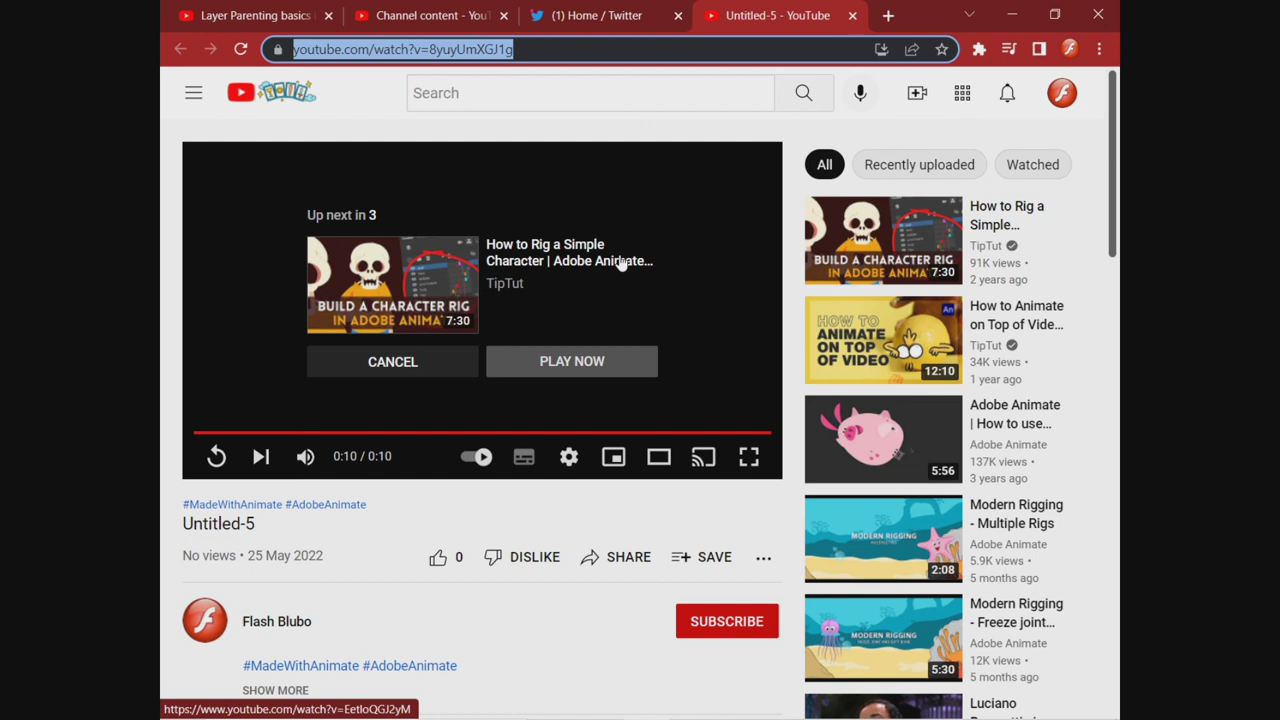 Layer Parenting basics
Channel content - YouT
(1) Home / Twitter
Untitled-5 - YouTube
youtube.com/watch?v=8yuyUmXGJ1g
Search
Up next in 3
How to Rig a Simple
Character | Adobe Animate...
TipTut
BUILD A CHARACTER RIG
IN ADOBE ANIMA
7:30
CANCEL
PLAY NOW
0:10 / 0:10
#MadeWithAnimate #AdobeAnimate
Untitled-5
No views • 25 May 2022
0
DISLIKE
SHARE
SAVE
Flash Blubo
SUBSCRIBE
#MadeWithAnimate #AdobeAnimate
SHOW MORE
https://www.youtube.com/watch?v=EetloQGJ2yM
All
Recently uploaded
Watched
BUILD A CHARACTER RIG
IN ADOBE ANIMA
7:30
How to Rig a
Simple...
TipTut
91K views •
2 years ago
An
HOW TO
ANIMATE
ON TOP
OF VIDEO
12:10
How to Animate
on Top of Vide...
TipTut
34K views •
1 year ago
5:56
Adobe Animate
| How to use...
Adobe Animate
137K views •
3 years ago
MODERN RIGGING
2:08
Modern Rigging
- Multiple Rigs
Adobe Animate
5.9K views •
5 months ago
MODERN RIGGING
5:30
Modern Rigging
- Freeze joint...
Adobe Animate
12K views •
5 months ago
Luciano